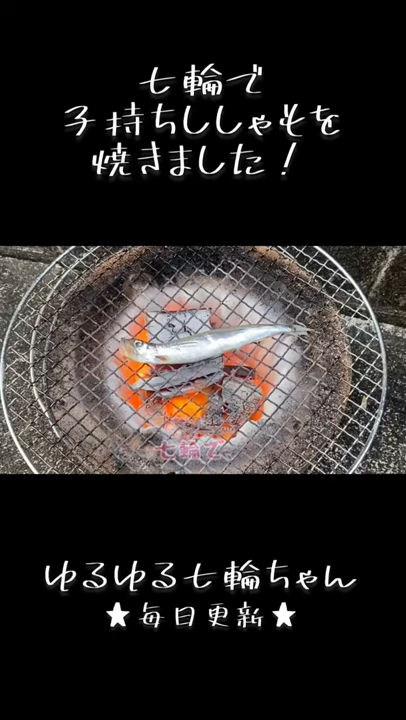 七輪で
子持ちししゃもを
焼きました！
七輪で
ゆるゆる七輪ちゃん
★毎日更新★